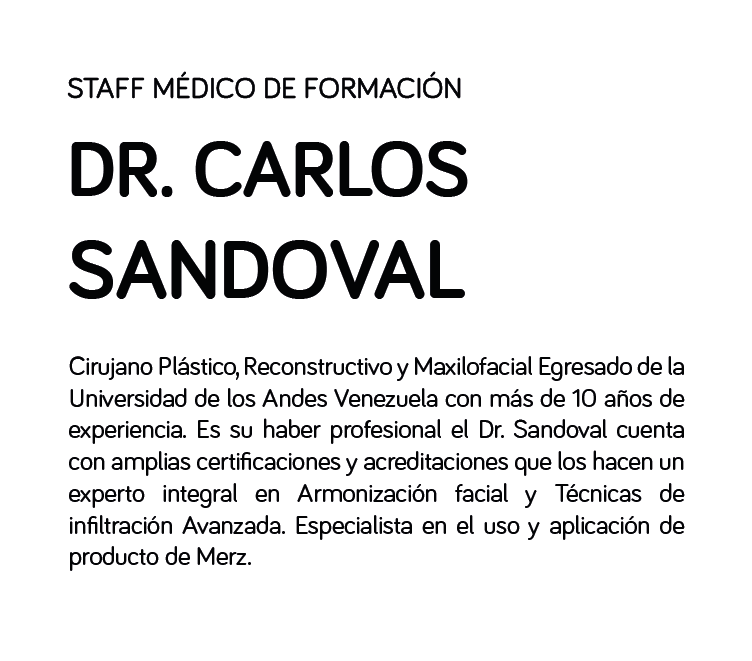 STAFF MÉDICO DE FORMACIÓN
DR. CARLOS
SANDOVAL
Cirujano Plástico, Reconstructivo y Maxilofacial Egresado de la
Universidad de los Andes Venezuela con más de 10 años de
experiencia. Es su haber profesional el Dr. Sandoval cuenta
con amplias certificaciones y acreditaciones que los hacen un
experto integral en Armonización facial y Técnicas de
infiltración Avanzada. Especialista en el uso y aplicación de
producto de Merz.